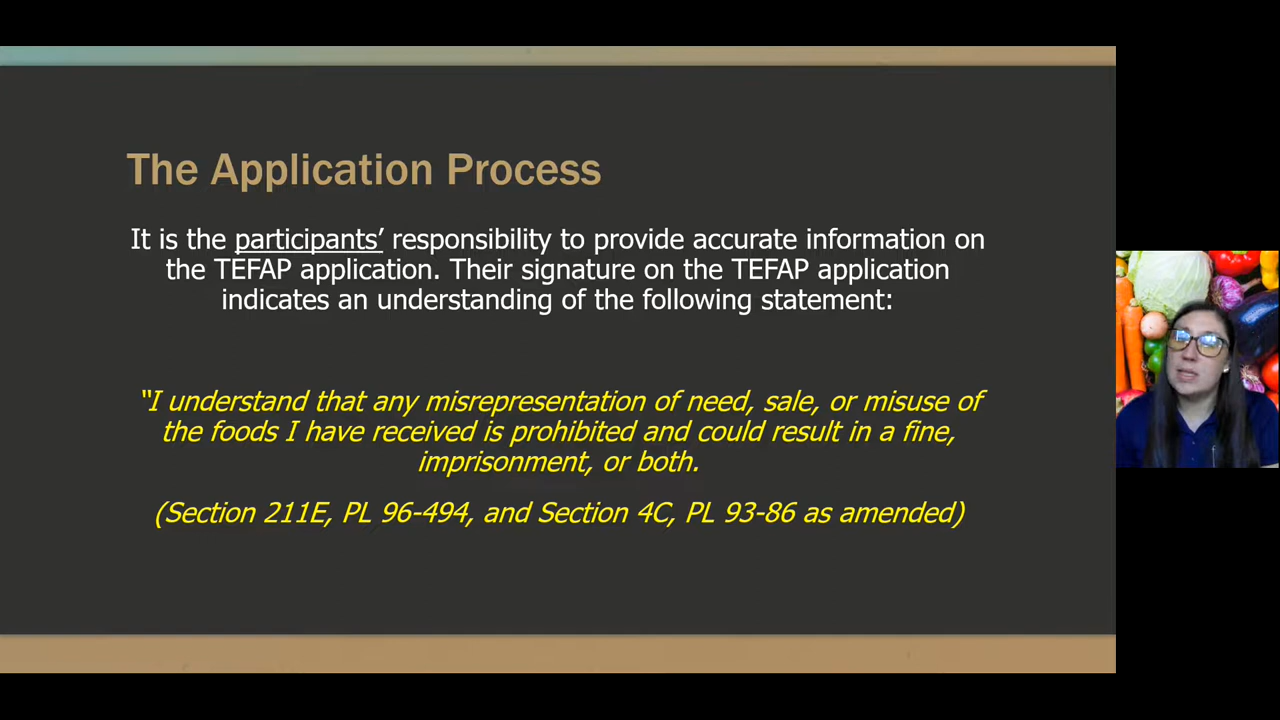 The Application Process
It is the participants’ responsibility to provide accurate information on
the TEFAP application. Their signature on the TEFAP application
indicates an understanding of the following statement:
“I understand that any misrepresentation of need, sale, or misuse of
the foods I have received is prohibited and could result in a fine,
imprisonment, or both.
(Section 211E, PL 96-494, and Section 4C, PL 93-86 as amended)